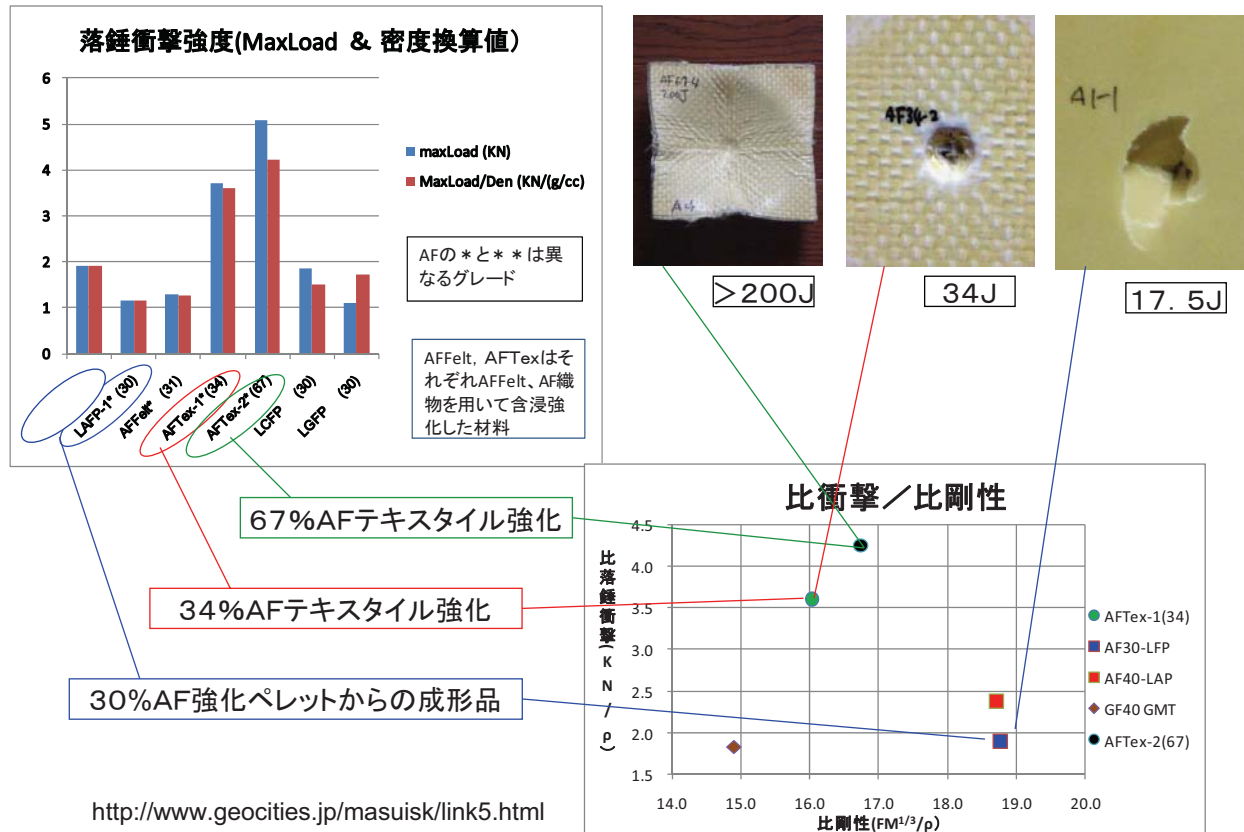 落錘衝撃強度(MaxLoad & 密度換算値)
6
5
4
3
2
1
0
maxLoad (KN)
MaxLoad/Den (KN/(g/cc)
AFの＊と＊＊は異
なるグレード
AFFelt, AFTexはそ
れぞれAFFelt、AF織
物を用いて含浸強
化した材料
LAFP-1* (30)
AFFelt* (31)
AFTex-1* (34)
AFTex-2* (67)
LCFP (30)
LGFP (30)
AF67-4
200J
A-4
AF34-2
A1-1
＞200J
34J
17.5J
67%AFテキスタイル強化
34%AFテキスタイル強化
30%AF強化ペレットからの成形品
http://www.geocities.jp/masuisk/link5.html
比衝撃／比剛性
比落錘衝撃(KN/ρ)
4.5
4.0
3.5
3.0
2.5
2.0
1.5
14.0 15.0 16.0 17.0 18.0 19.0 20.0
比剛性(FM1/3/ρ)
AFTex-1(34)
AF30-LFP
AF40-LAP
GF40 GMT
AFTex-2(67)